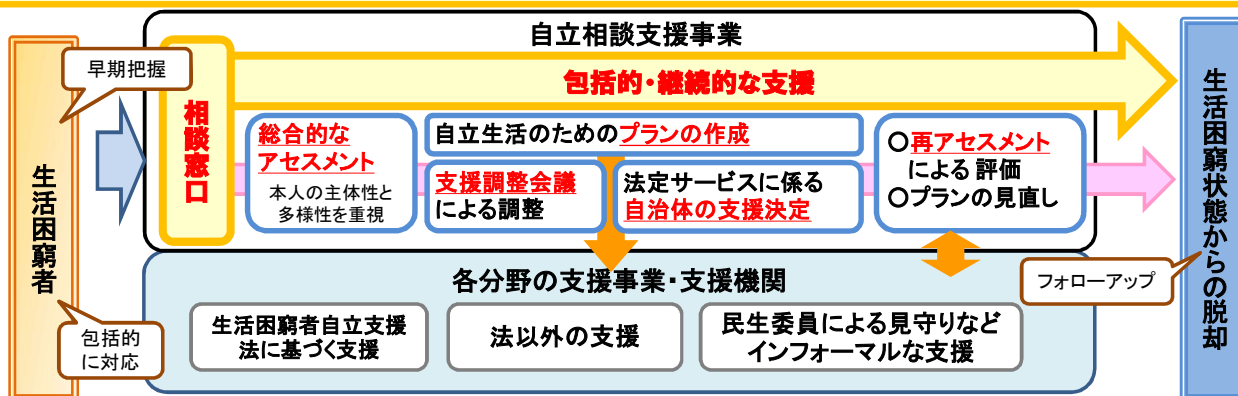 自立相談支援事業
早期把握
包括的・継続的な支援
相談窓口
総合的な
アセスメント
本人の主体性と
多様性を重視
自立生活のためのプランの作成
支援調整会議
による調整
法定サービスに係る
自治体の支援決定
○再アセスメント
による 評価
○プランの見直し
生活困窮者
包括的
に対応
各分野の支援事業・支援機関
生活困窮者自立支援
法に基づく支援
法以外の支援
民生委員による見守りなど
インフォーマルな支援
フォローアップ
生活困窮状態からの脱却